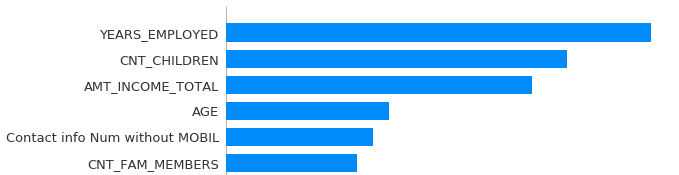 YEARS_EMPLOYED
CNT_CHILDREN
AMT_INCOME_TOTAL
AGE
Contact info Num without MOBIL
CNT_FAM_MEMBERS